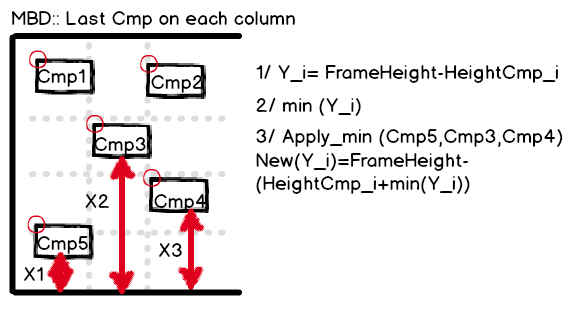 MBD:: Last Cmp on each column
Cmp1
Cmp2
Cmp3
X2
Cmp4
Cmp5
X3
X1
1/ Y_i= FrameHeight-HeightCmp_i
2/ min (Y_i)
3/ Apply_min (Cmp5,Cmp3,Cmp4)
New(Y_i)=FrameHeight-
(HeightCmp_i+min(Y_i))